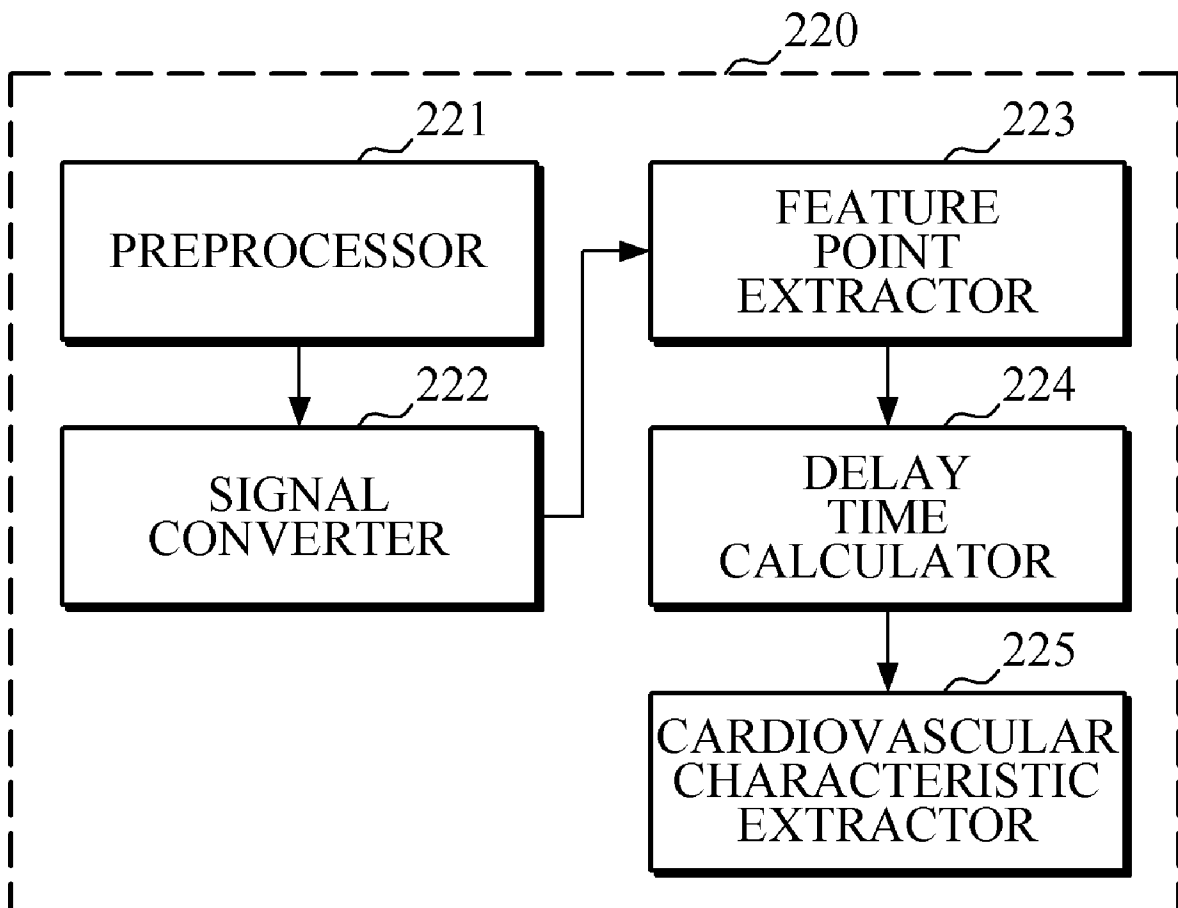 220
221
PREPROCESSOR
222
SIGNAL
CONVERTER
223
FEATURE
POINT
EXTRACTOR
224
DELAY
TIME
CALCULATOR
225
CARDIOVASCULAR
CHARACTERISTIC
EXTRACTOR